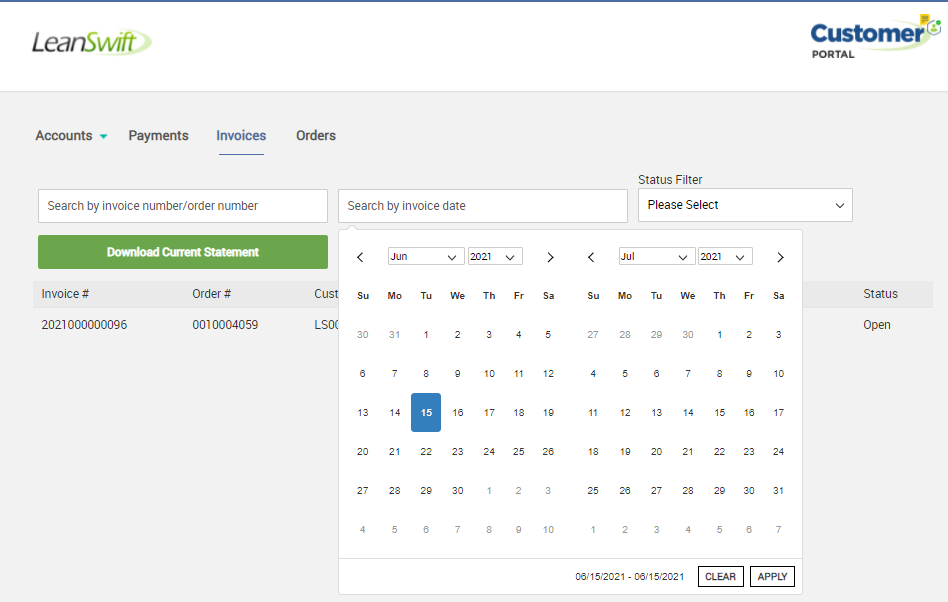 LeanSwift
Customer
PORTAL
Accounts Payments Invoices Orders
Status Filter
Search by invoice number/order number Search by invoice date Please Select
Download Current Statement
Jun 2021 Jul 2021
Su Mo Tu We Th Fr Sa Su Mo Tu We Th Fr Sa
Invoice # Order # Cust Status
2021000000096 0010004059 LS00 Open
30 31 1 2 3 4 5 27 28 29 30 1 2 3
6 7 8 9 10 11 12 4 5 6 7 8 9 10
13 14 15 16 17 18 19 11 12 13 14 15 16 17
20 21 22 23 24 25 26 18 19 20 21 22 23 24
27 28 29 30 1 2 3 25 26 27 28 29 30 31
4 5 6 7 8 9 10 1 2 3 4 5 6 7
06/15/2021 - 06/15/2021 CLEAR APPLY